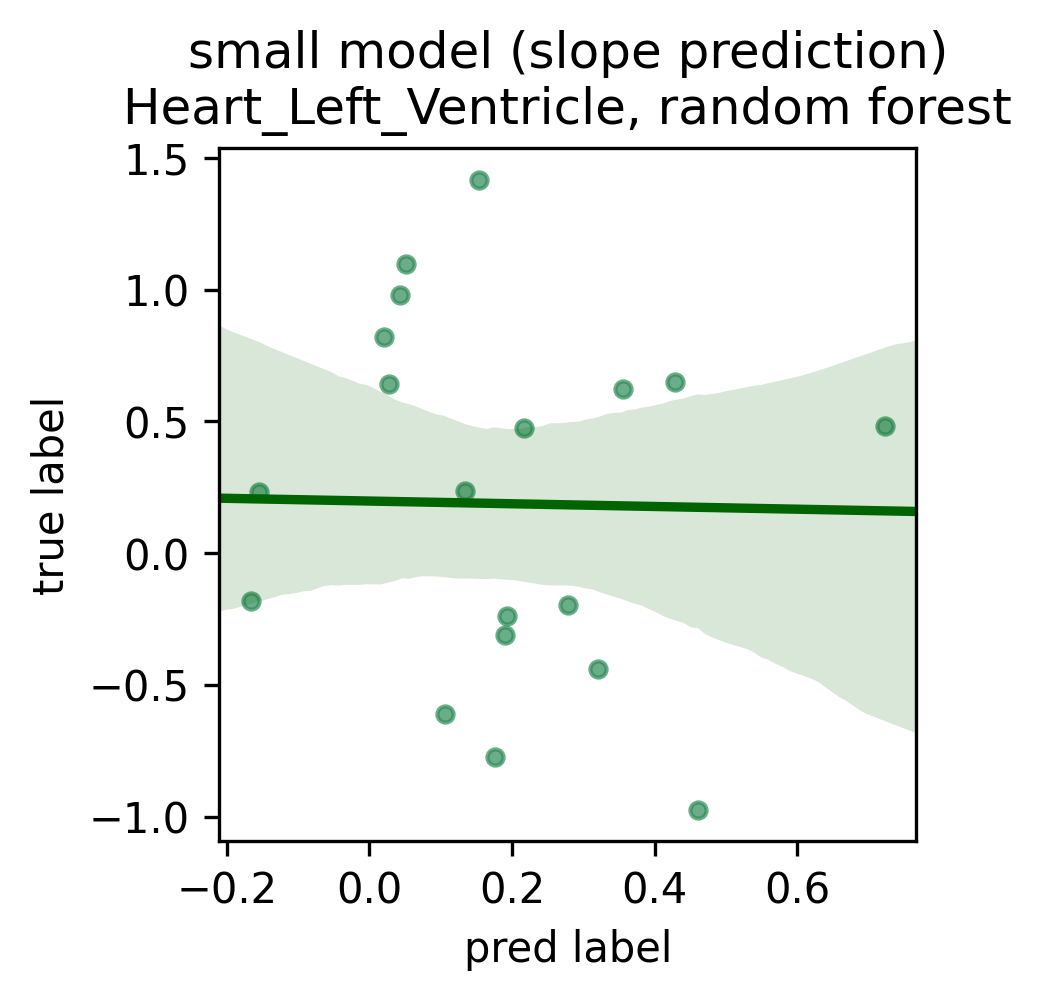 small model (slope prediction)
Heart_Left_Ventricle, random forest
1.5
1.0
0.5
0.0
−0.5
−1.0
true label
−0.2 0.0 0.2 0.4 0.6
pred label